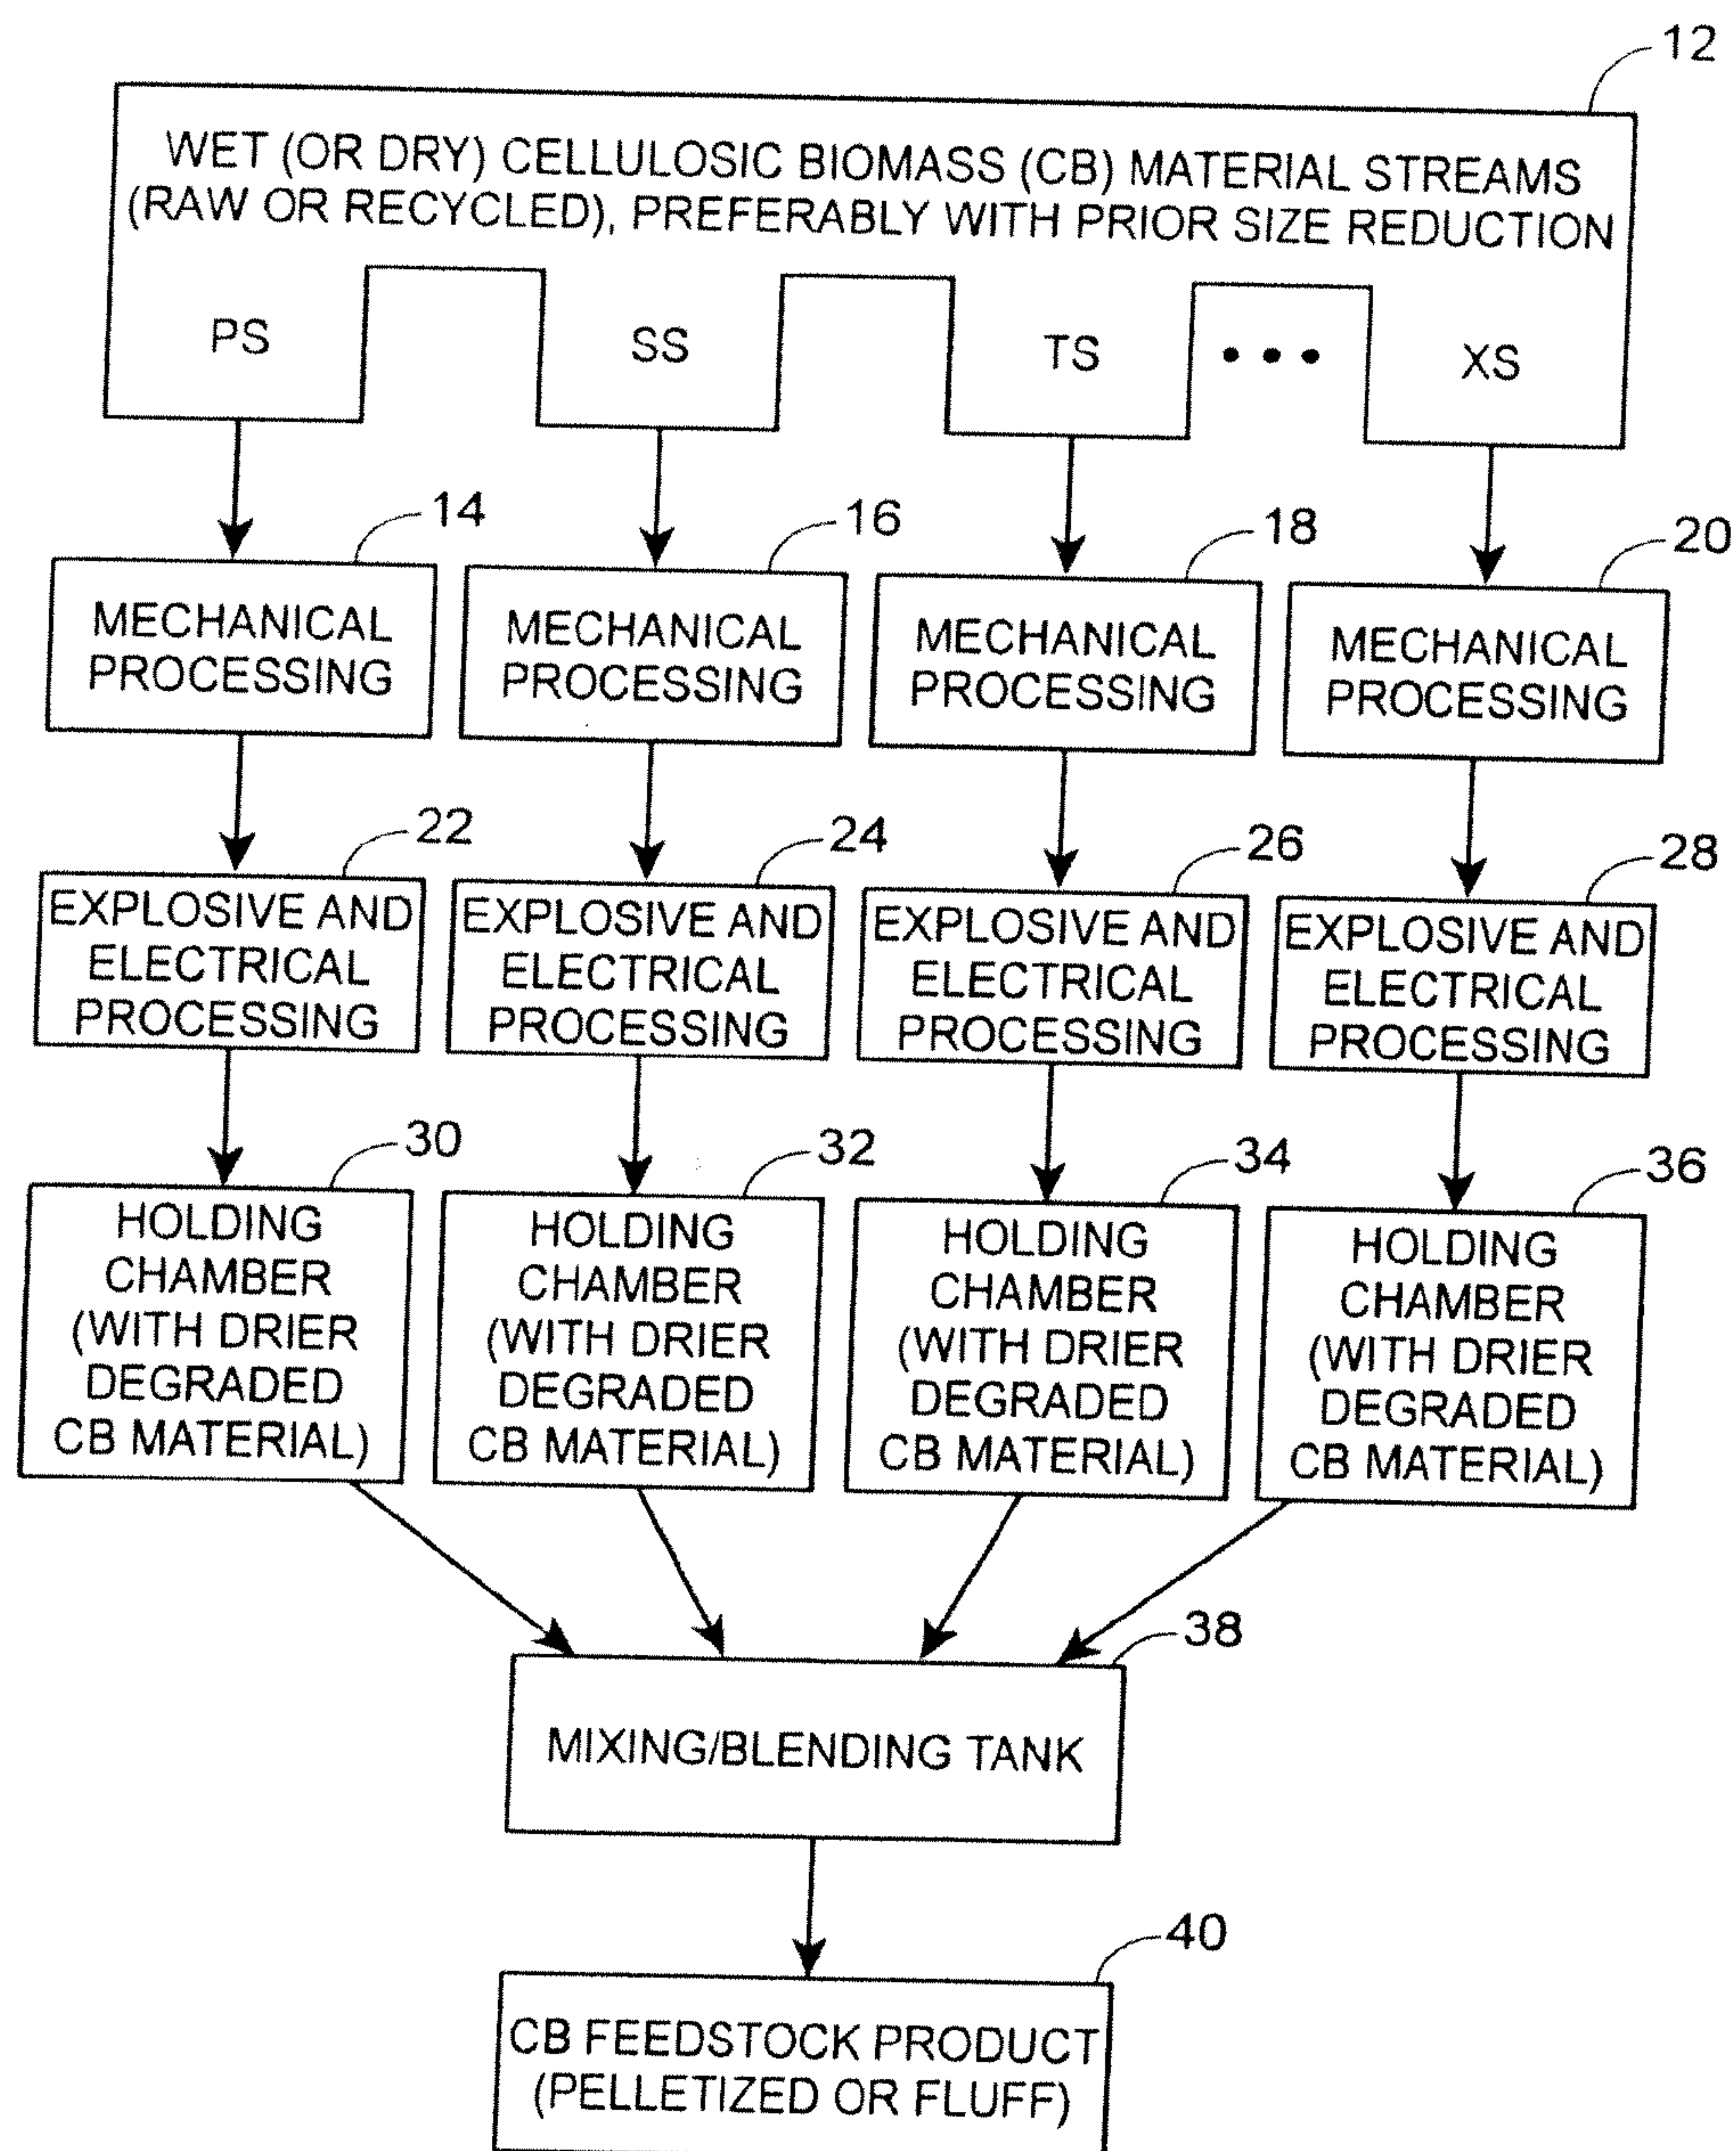 12
WET (OR DRY) CELLULOSIC BIOMASS (CB) MATERIAL STREAMS
(RAW OR RECYCLED), PREFERABLY WITH PRIOR SIZE REDUCTION
PS
SS
TS
• • •
XS
14
MECHANICAL
PROCESSING
16
MECHANICAL
PROCESSING
18
MECHANICAL
PROCESSING
20
MECHANICAL
PROCESSING
22
EXPLOSIVE AND
ELECTRICAL
PROCESSING
24
EXPLOSIVE AND
ELECTRICAL
PROCESSING
26
EXPLOSIVE AND
ELECTRICAL
PROCESSING
28
EXPLOSIVE AND
ELECTRICAL
PROCESSING
30
HOLDING
CHAMBER
(WITH DRIER
DEGRADED
CB MATERIAL)
32
HOLDING
CHAMBER
(WITH DRIER
DEGRADED
CB MATERIAL)
34
HOLDING
CHAMBER
(WITH DRIER
DEGRADED
CB MATERIAL)
36
HOLDING
CHAMBER
(WITH DRIER
DEGRADED
CB MATERIAL)
38
MIXING/BLENDING TANK
40
CB FEEDSTOCK PRODUCT
(PELLETIZED OR FLUFF)